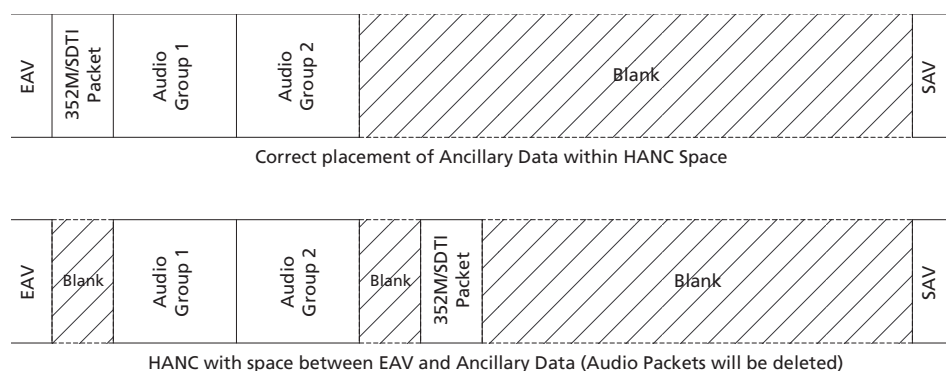 EAV
352M/SDTI
Packet
Audio
Group 1
Audio
Group 2
Blank
SAV
Correct placement of Ancillary Data within HANC Space
EAV
Blank
Audio
Group 1
Audio
Group 2
Blank
352M/SDTI
Packet
Blank
SAV
HANC with space between EAV and Ancillary Data (Audio Packets will be deleted)